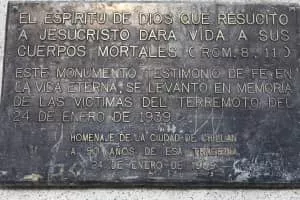 EL ESPIRITU DE DIOS QUE RESUCITO
A JESUCRISTO DARA VIDA A SUS
CUERPOS MORTALES (ROM. 8, 11.)
ESTE MONUMENTO, TESTIMONIO DE FE EN
LA VIDA ETERNA, SE LEVANTO EN MEMORIA
DE LAS VICTIMAS DEL TERREMOTO DEL
24 DE ENERO DE 1939.
HOMENAJE DE LA CIUDAD DE CHILLAN
A AÑOS DE ESA TRAGEDIA
24 DE ENERO DE